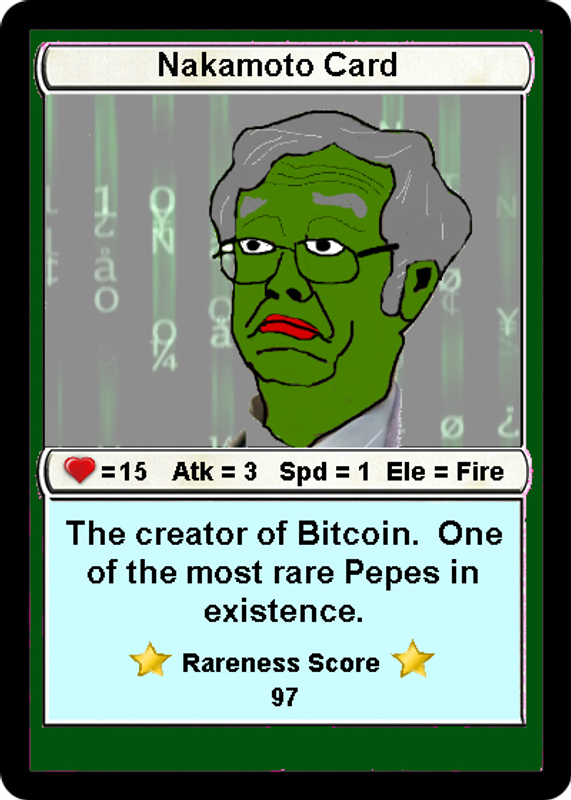 Nakamoto Card
=15 Atk = 3 Spd = 1 Ele = Fire
The creator of Bitcoin. One
of the most rare Pepes in
existence.
Rareness Score
97